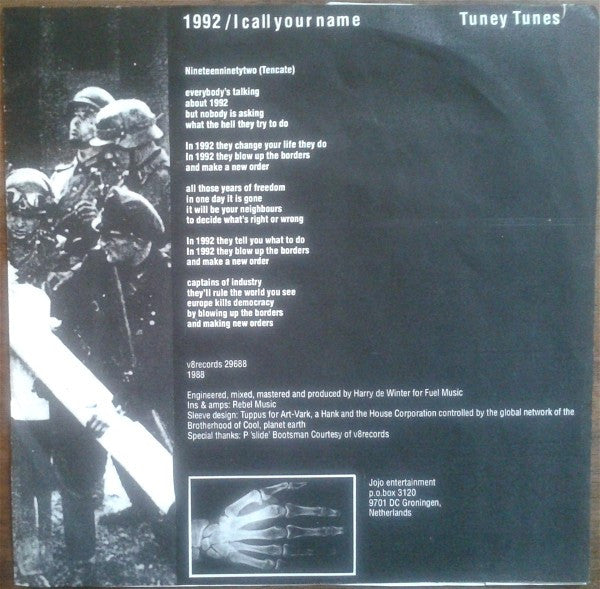 1992/I call your name
Tuney Tunes
Nineteenninetytwo (Tencate)
everybody's talking
about 1992
but nobody is asking
what the hell they try to do
In 1992 they change your life they do
In 1992 they blow up the borders
and make a new order
all those years of freedom
in one day it is gone
it will be your neighbours
to decide what's right or wrong
In 1992 they tell you what to do
In 1992 they blow up the borders
and make a new order
captains of industry
they'll rule the world you see
europe kills democracy
by blowing up the borders
and making new orders
v8records 29688
1988
Engineered, mixed, mastered and produced by Harry de Winter for Fuel Music
Ins & amps: Rebel Music
Sleeve design: Tuppus for Art-Vark, a Hank and the House Corporation controlled by the global network of the
Brotherhood of Cool, planet earth
Special thanks: P 'slide' Bootsman Courtesy of v8records
Jojo entertainment
p.o.box 3120
9701 DC Groningen,
Netherlands